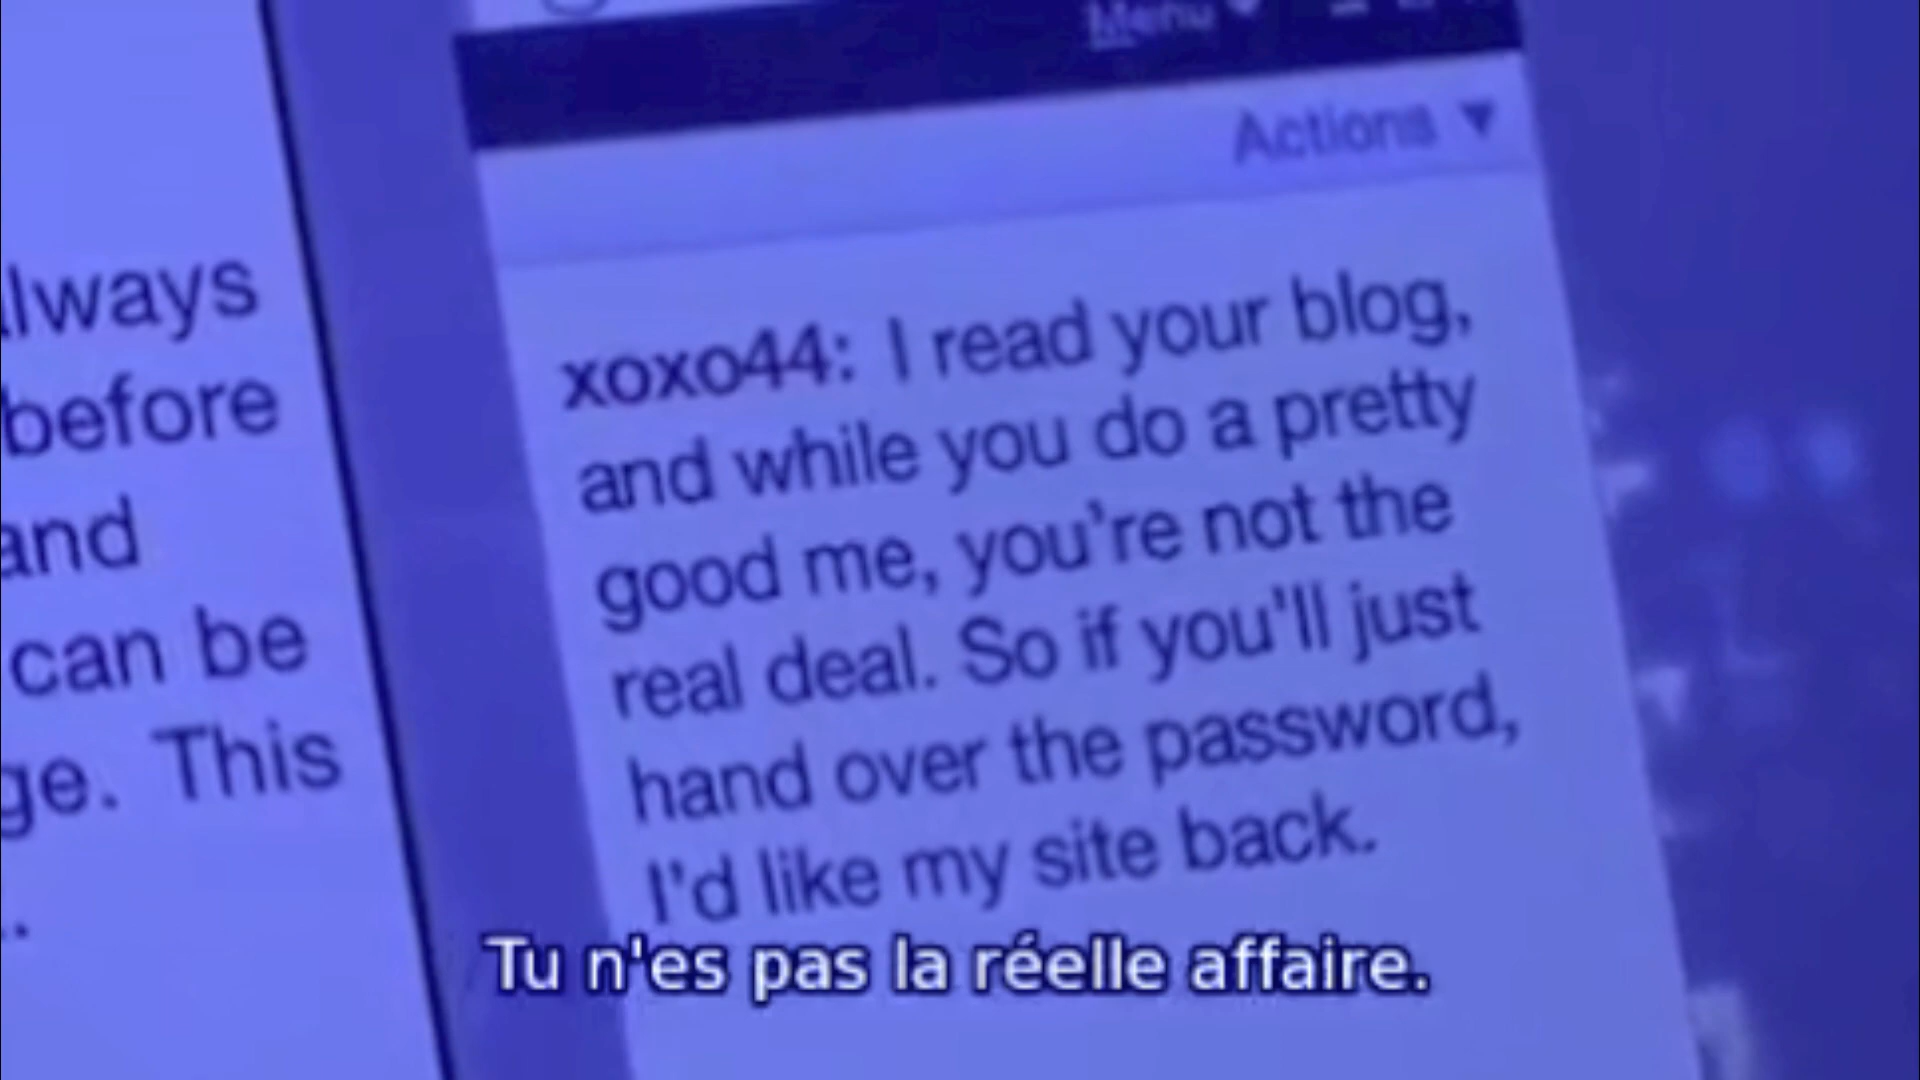 Menu
Actions
always
before
and
can be
ge. This
..
xoxo44: I read your blog,
and while you do a pretty
good me, you're not the
real deal. So if you'll just
hand over the password,
I'd like my site back.
Tu n'es pas la réelle affaire.